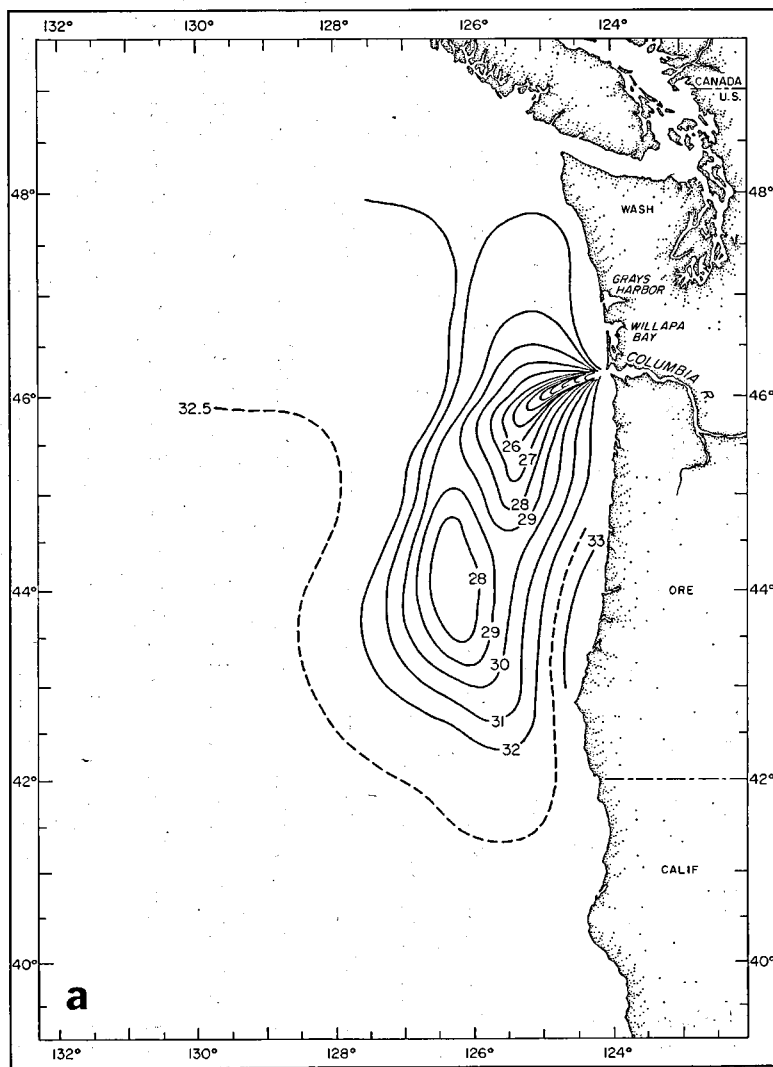 132° 130° 128° 126° 124°
CANADA
U.S.
48° 48°
WASH
GRAYS
HARBOR
WILLAPA
BAY
COLUMBIA R.
46° 46°
32.5
26
27
28
29
33
44° 44°
28
ORE
29
30
31
32
42° 42°
CALIF
40° 40°
a
132° 130° 128° 126° 124°